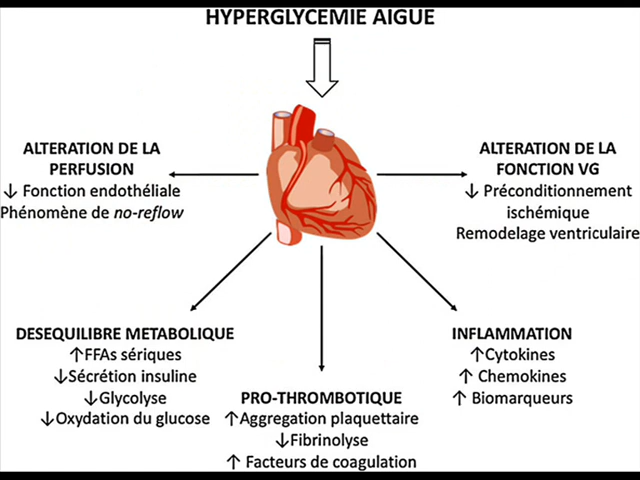 HYPERGLYCEMIE AIGUE
ALTERATION DE LA
PERFUSION
↓ Fonction endothéliale
Phénomène de no-reflow
ALTERATION DE LA
FONCTION VG
↓ Préconditionnement
ischémique
Remodelage ventriculaire
DESEQUILIBRE METABOLIQUE
↑FFAs sériques
↓Sécrétion insuline
↓Glycolyse
↓Oxydation du glucose
PRO-THROMBOTIQUE
↑Aggregation plaquettaire
↓Fibrinolyse
↑ Facteurs de coagulation
INFLAMMATION
↑Cytokines
↑ Chemokines
↑ Biomarqueurs